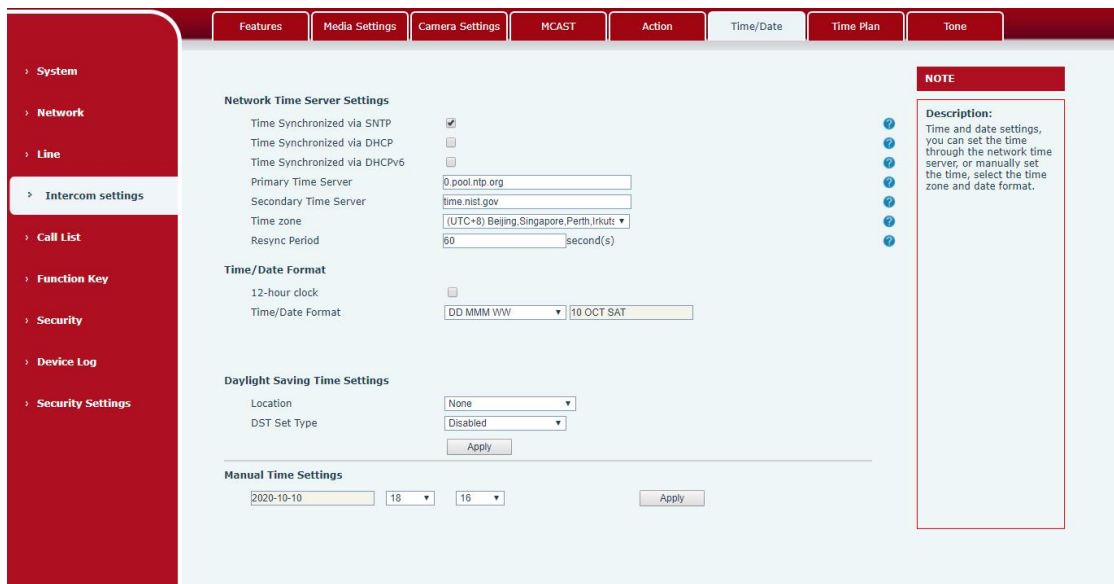 Features Media Settings Camera Settings MCAST Action Time/Date Time Plan Tone
System
Network
Line
Intercom settings
Call List
Function Key
Security
Device Log
Security Settings
Network Time Server Settings
Time Synchronized via SNTP
Time Synchronized via DHCP
Time Synchronized via DHCPv6
Primary Time Server 0.pool.ntp.org
Secondary Time Server time.nist.gov
Time zone (UTC+8) Beijing,Singapore,Perth,Irkuts
Resync Period 60 second(s)
Time/Date Format
12-hour clock
Time/Date Format DD MMM WW 10 OCT SAT
Daylight Saving Time Settings
Location None
DST Set Type Disabled
Apply
Manual Time Settings
2020-10-10 18 16 Apply
NOTE
Description:
Time and date settings,
you can set the time
through the network time
server, or manually set
the time, select the time
zone and date format.